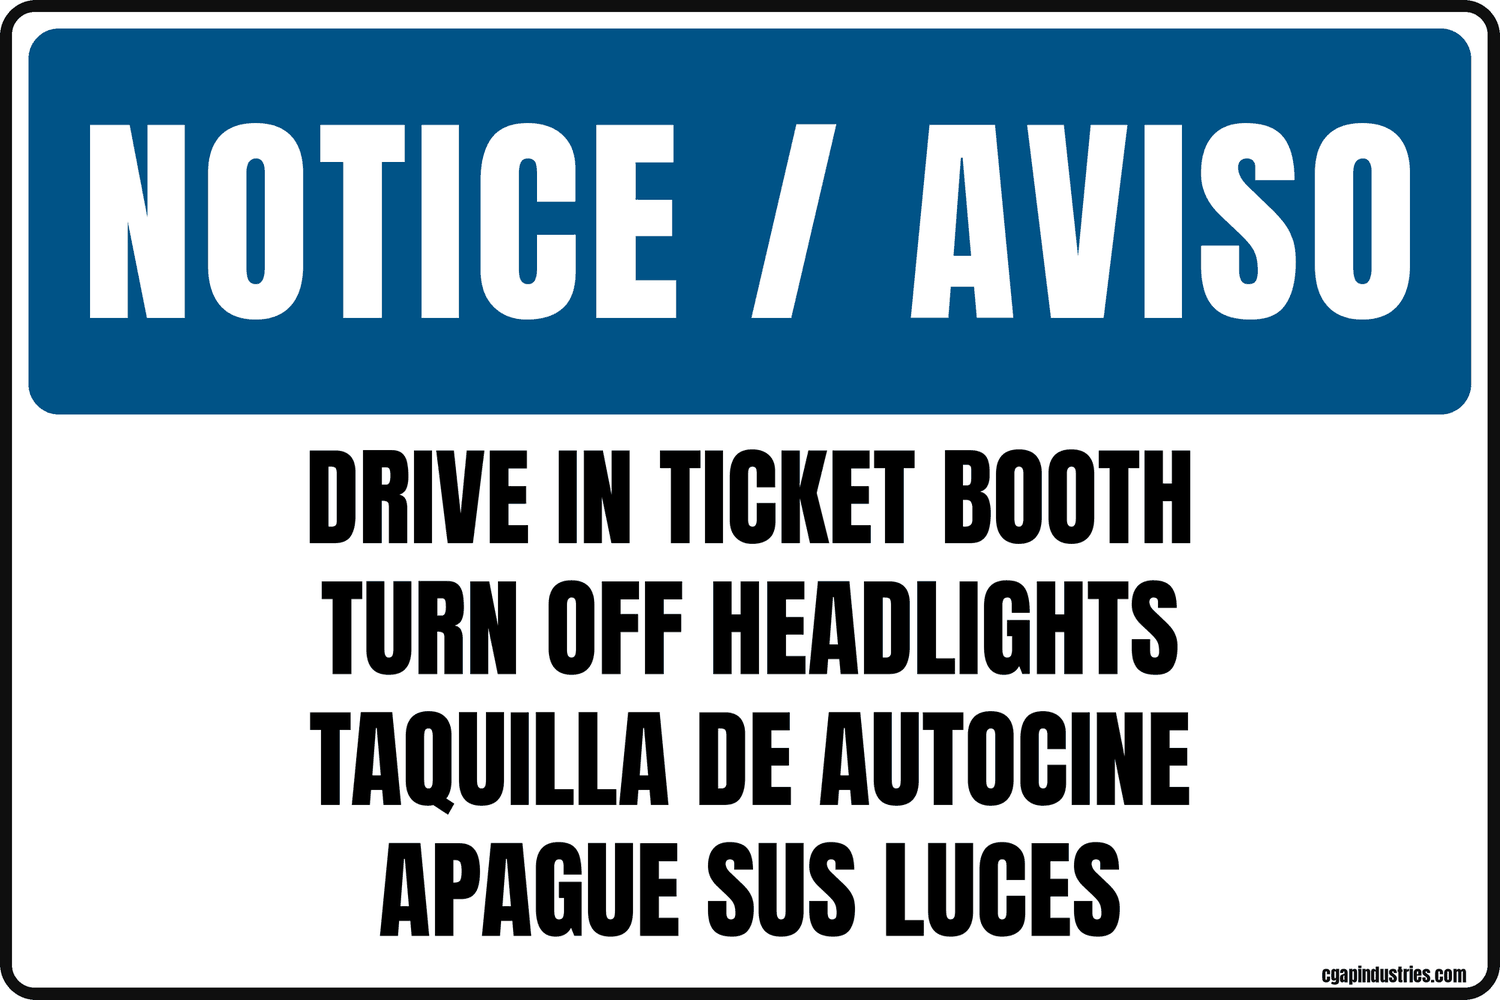 NOTICE / AVISO
DRIVE IN TICKET BOOTH
TURN OFF HEADLIGHTS
TAQUILLA DE AUTOCINE
APAGUE SUS LUCES
cgapindustries.com